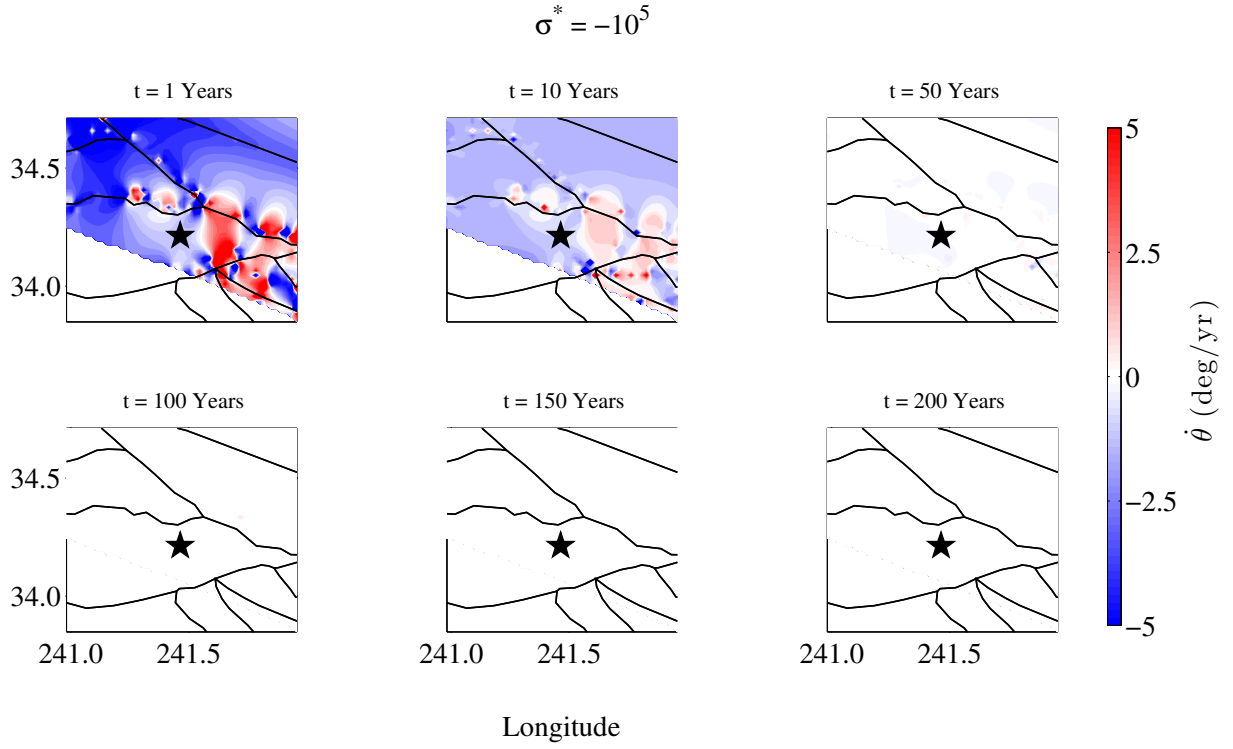 σ* = −10⁵
t = 1 Years
t = 10 Years
t = 50 Years
34.5
34.0
5
2.5
0
−2.5
−5
θ̇ (deg/yr)
t = 100 Years
t = 150 Years
t = 200 Years
34.5
34.0
241.0 241.5
241.0 241.5
241.0 241.5
Longitude